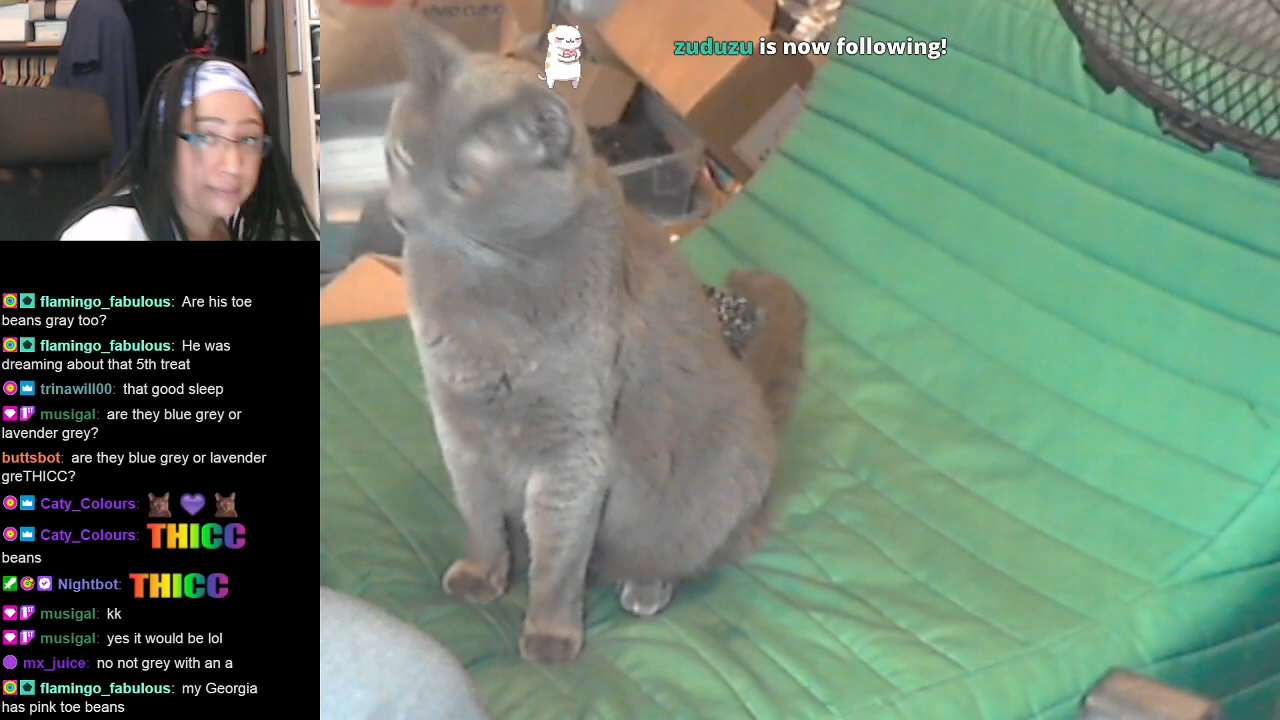 zuduzu is now following!
flamingo_fabulous: Are his toe
beans gray too?
flamingo_fabulous: He was
dreaming about that 5th treat
trinawill00: that good sleep
musigal: are they blue grey or
lavender grey?
buttsbot: are they blue grey or lavender
greTHICC?
Caty_Colours:
Caty_Colours: THICC
beans
Nightbot: THICC
musigal: kk
musigal: yes it would be lol
mx_juice: no not grey with an a
flamingo_fabulous: my Georgia
has pink toe beans